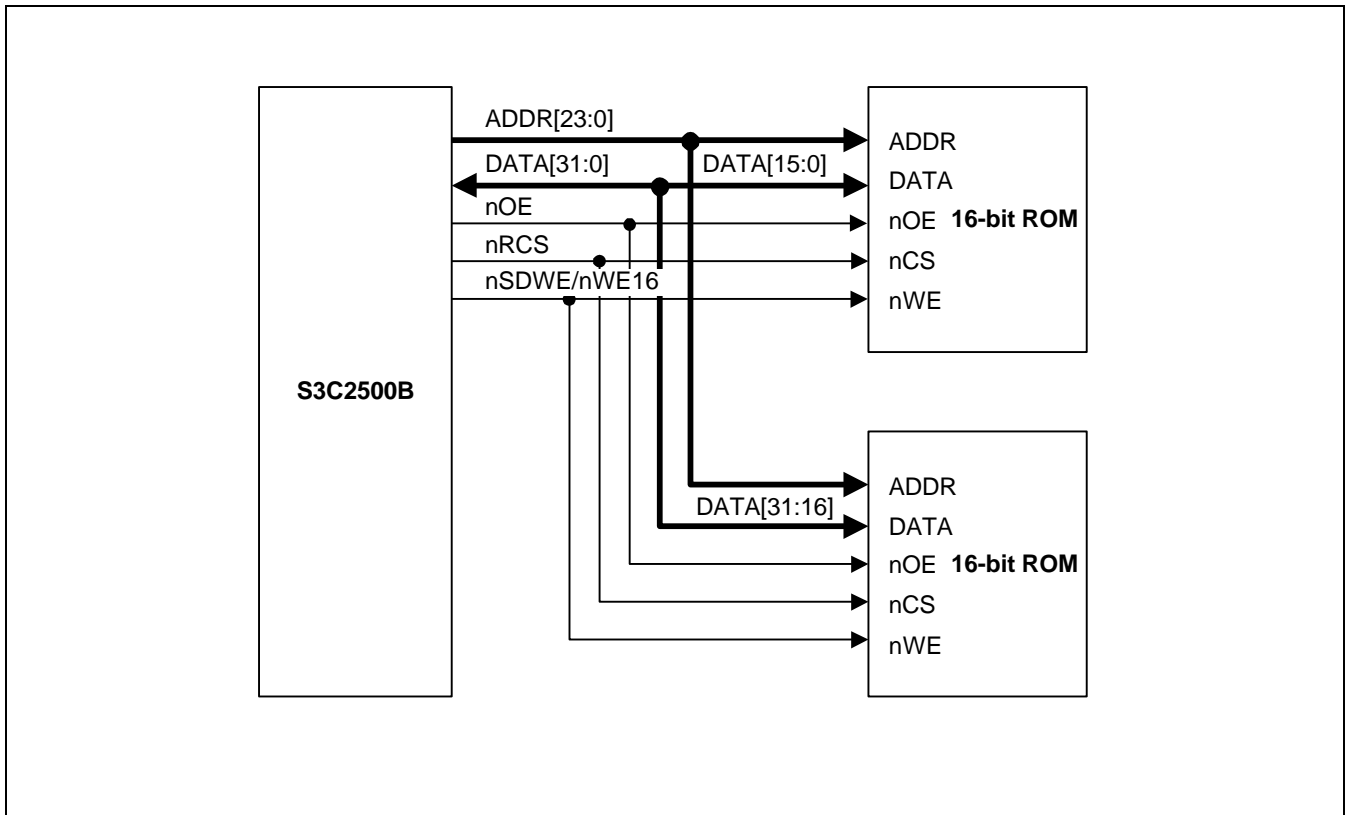 ADDR[23:0]
ADDR
DATA[31:0]
DATA[15:0]
DATA
nOE
nOE 16-bit ROM
nRCS
nCS
nSDWE/nWE16
nWE
S3C2500B
ADDR
DATA[31:16]
DATA
nOE 16-bit ROM
nCS
nWE